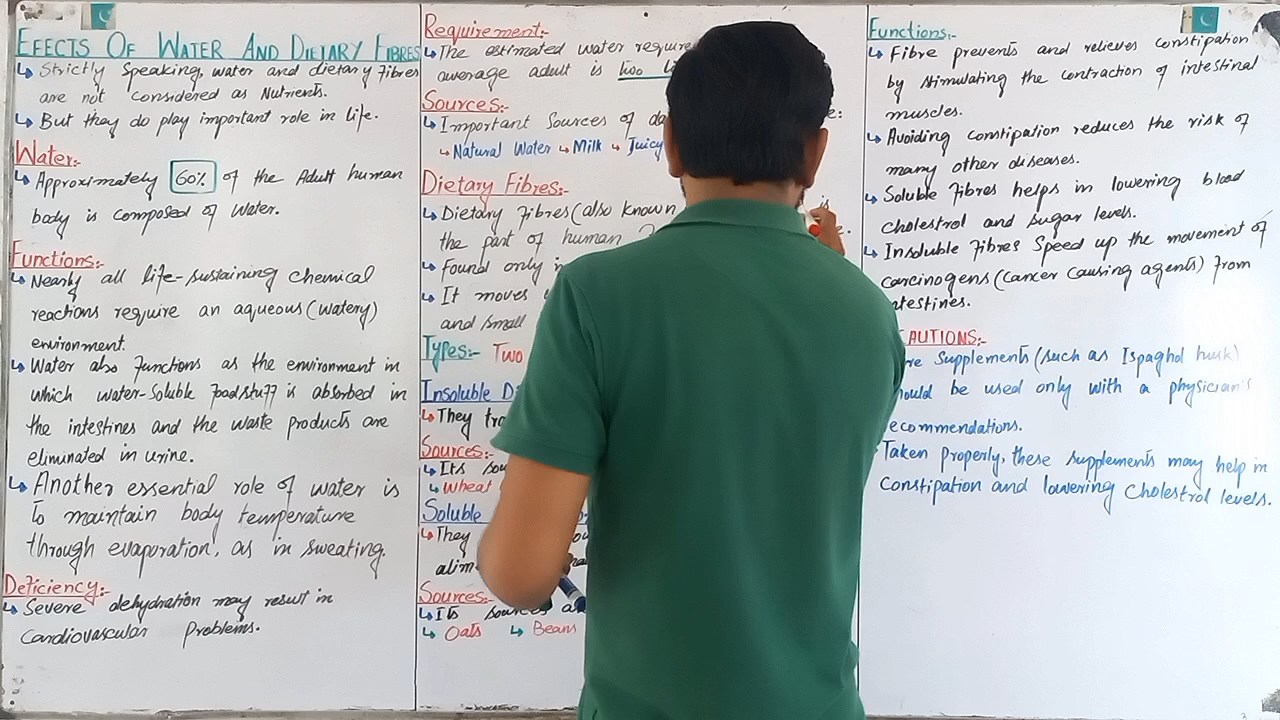 EFECTS OF WATER AND DIETARY FIBRES
Strictly Speaking, water and dietary Fibres
are not considered as Nutrients.
But they do play important role in life.
Water:-
Approximately 60% of the Adult human
body is composed of Water.
Functions:-
Nearly all life-sustaining chemical
reactions require an aqueous (watery)
environment.
Water also Functions as the environment in
which water-Soluble Foodstuff is absorbed in
the intestines and the waste products are
eliminated in urine.
Another essential role of water is
to maintain body temperature
through evaporation, as in sweating.
Deficiency:-
Severe dehydration may result in
Cardiovascular Problems.
Requirement:-
The estimated water
average adult is two
Sources:-
Important Sources of
Natural Water Milk Juicy
Dietary Fibres:-
Dietary Fibres (also known is
the part of human
Found only
It moves
and small
Types:- Two
Insoluble
They
Sources:-
Its
Wheat
Soluble
They
Sources:-
Its sources
Oats Beans
Functions:-
Fibre prevents and relieves constipation
by stimulating the contraction of intestinal
muscles.
Avoiding constipation reduces the risk of
many other diseases.
Soluble Fibres helps in lowering blood
cholestrol and sugar levels.
Insoluble Fibres Speed up the movement of
carcinogens (cancer causing agents) From
ntestines.
AUTIONS:-
re Supplements (such as Ispaghol husk)
ould be used only with a physician's
ecommendations.
Taken properly, these supplements may help in
Constipation and lowering Cholestrol levels.